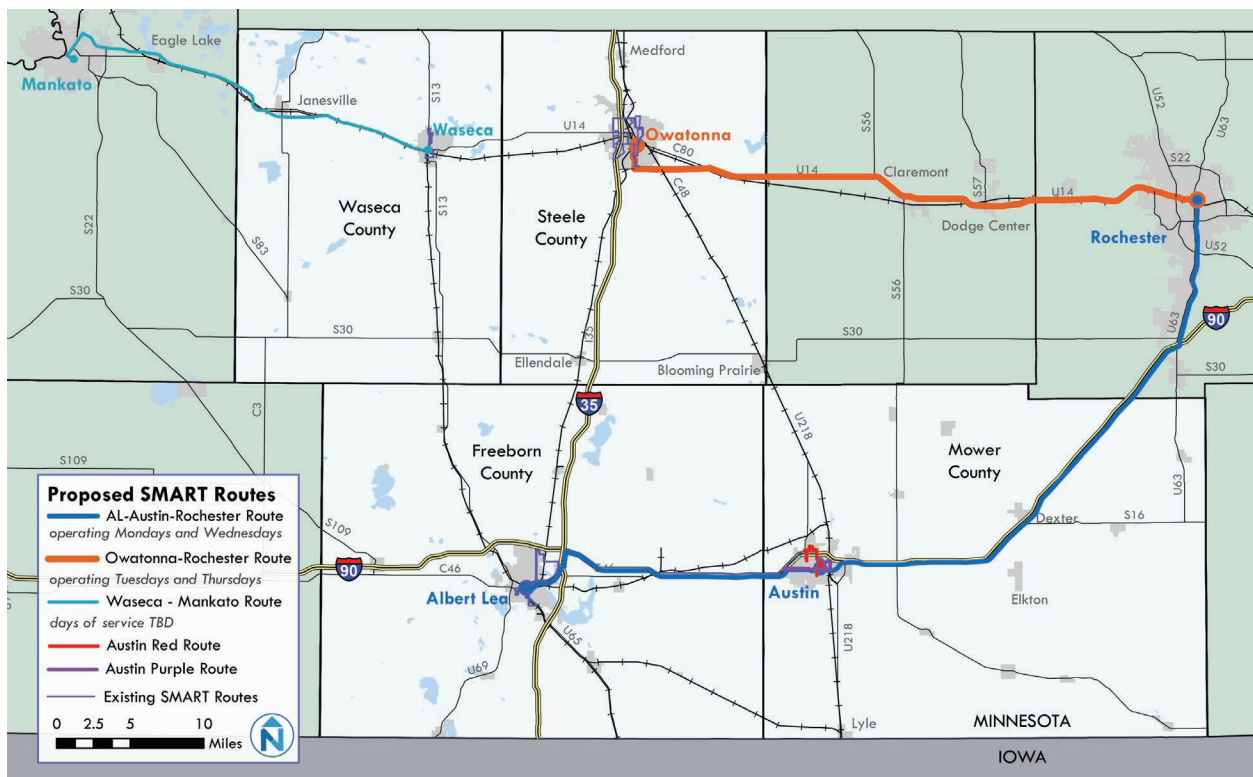 Eagle Lake
Mankato
Janesville
S13
Waseca
U14
Medford
Owatonna
C80
C48
U14
S56
Claremont
S57
U14
Dodge Center
U52
U63
S22
Rochester
U52
Waseca
County
Steele
County
S13
S22
S83
S30
S30
I35
Ellendale
Blooming Prairie
S56
S30
U63
90
S30
C3
35
U218
Freeborn
County
Mower
County
S109
S109
U63
Dexter
S16
90
C46
Albert Lea
Austin
Elkton
U65
U69
U218
Lyle
MINNESOTA
IOWA
Proposed SMART Routes
AL-Austin-Rochester Route
operating Mondays and Wednesdays
Owatonna-Rochester Route
operating Tuesdays and Thursdays
Waseca - Mankato Route
days of service TBD
Austin Red Route
Austin Purple Route
Existing SMART Routes
0 2.5 5 10
Miles
N